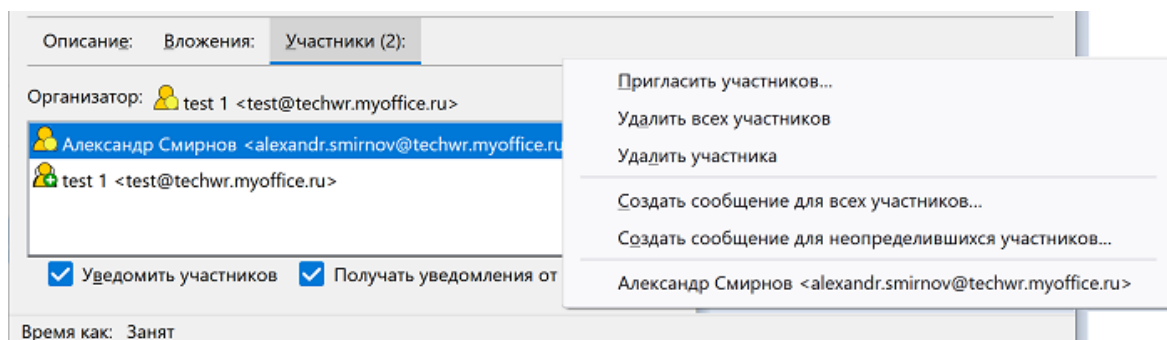 Описание: Вложения: Участники (2):
Организатор: test 1 <test@techwr.myoffice.ru>
Александр Смирнов <alexandr.smirnov@techwr.myoffice.ru
test 1 <test@techwr.myoffice.ru>
Уведомить участников Получать уведомления от
Время как: Занят
Пригласить участников...
Удалить всех участников
Удалить участника
Создать сообщение для всех участников...
Создать сообщение для неопределившихся участников...
Александр Смирнов <alexandr.smirnov@techwr.myoffice.ru>